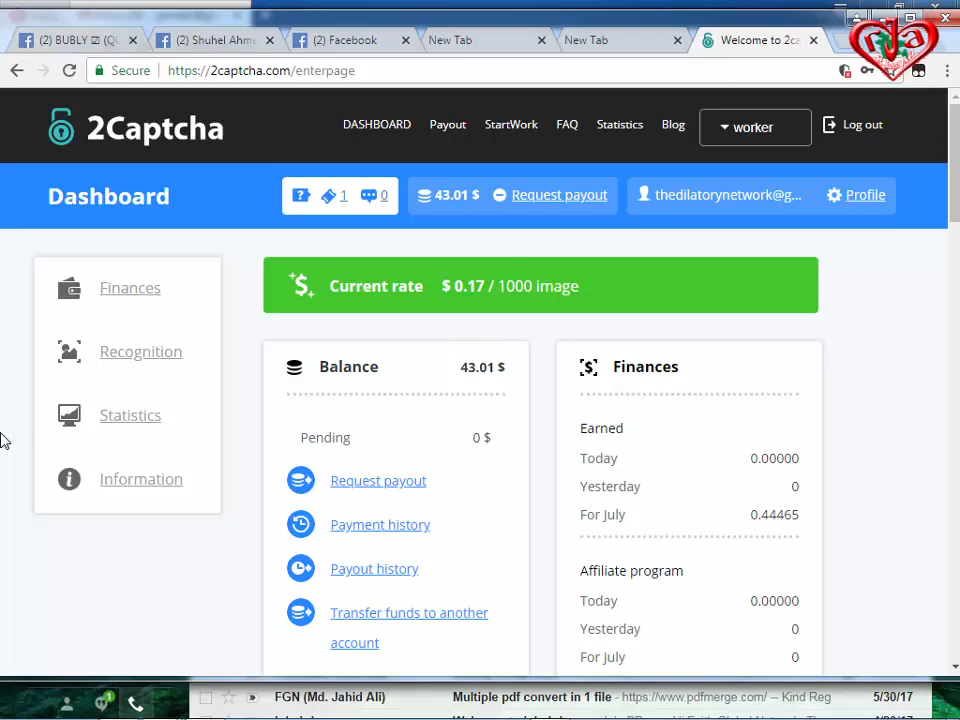 (2) BUBLY ☑ (Qu
(2) Shuhel Ahme
(2) Facebook
New Tab
New Tab
Welcome to 2ca
rja
Secure
https://2captcha.com/enterpage
2Captcha
DASHBOARD
Payout
StartWork
FAQ
Statistics
Blog
worker
Log out
Dashboard
1
0
43.01 $
Request payout
thedilatorynetwork@g...
Profile
Finances
Recognition
Statistics
Information
Current rate $ 0.17 / 1000 image
Balance 43.01 $
Pending 0 $
Request payout
Payment history
Payout history
Transfer funds to another
account
Finances
Earned
Today 0.00000
Yesterday 0
For July 0.44465
Affiliate program
Today 0.00000
Yesterday 0
For July 0
1
FGN (Md. Jahid Ali) Multiple pdf convert in 1 file - https://www.pdfmerge.com/ -- Kind Reg 5/30/17